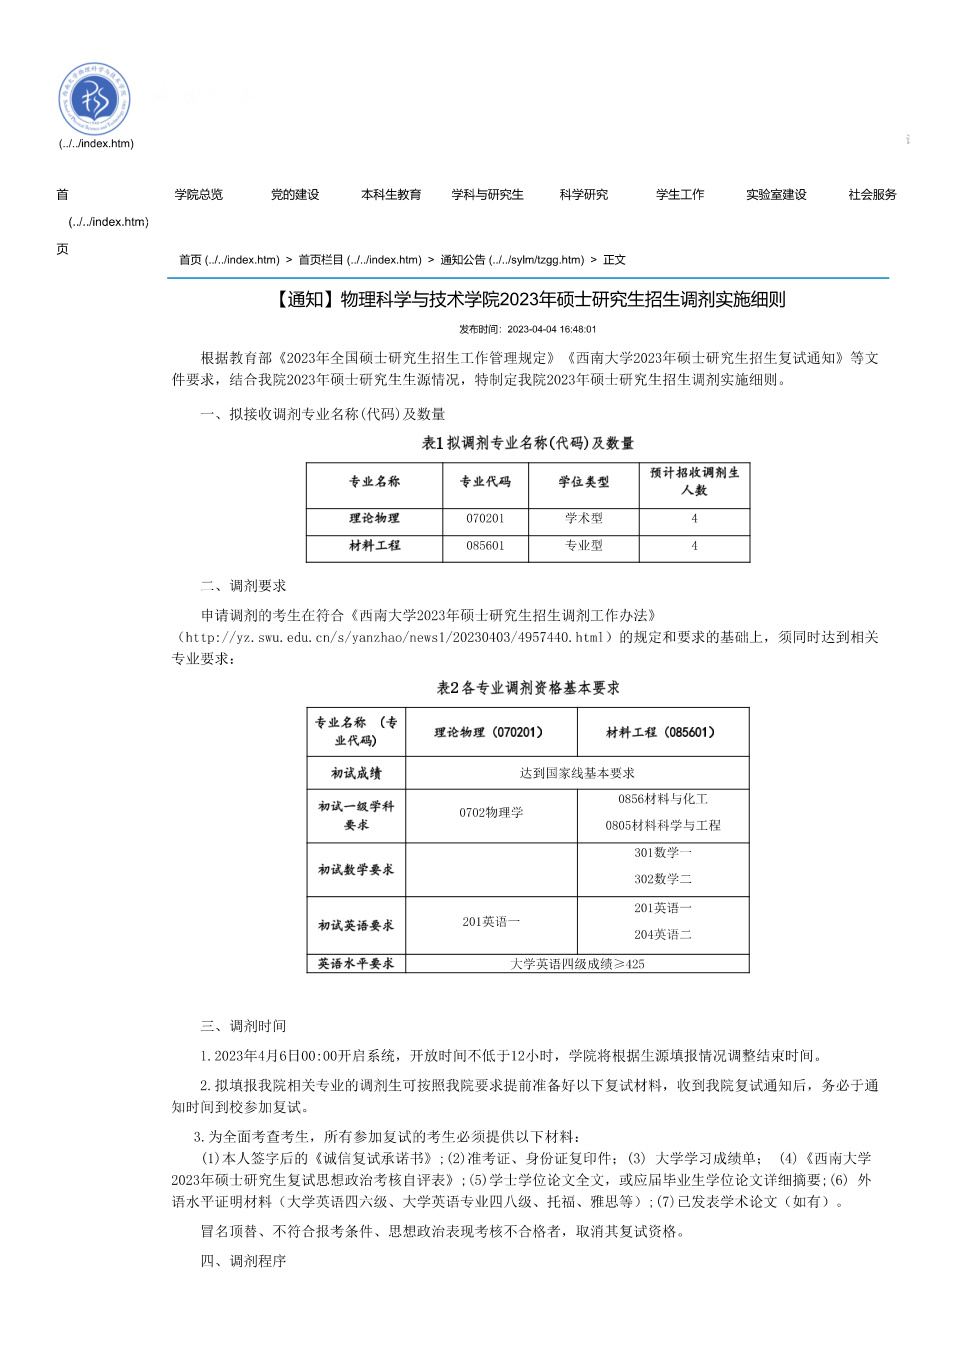 (../../index.htm)
首
(../../index.htm)
页
学院总览 党的建设 本科生教育 学科与研究生 科学研究 学生工作 实验室建设 社会服务
首页 (../../index.htm) > 首页栏目 (../../index.htm) > 通知公告 (../../sylm/tzgg.htm) > 正文
【通知】物理科学与技术学院2023年硕士研究生招生调剂实施细则
发布时间：2023-04-04 16:48:01
根据教育部《2023年全国硕士研究生招生工作管理规定》《西南大学2023年硕士研究生招生复试通知》等文
件要求，结合我院2023年硕士研究生生源情况，特制定我院2023年硕士研究生招生调剂实施细则。
一、拟接收调剂专业名称(代码)及数量
表1 拟调剂专业名称(代码)及数量
专业名称 专业代码 学位类型 预计招收调剂生
人数
理论物理 070201 学术型 4
材料工程 085601 专业型 4
二、调剂要求
申请调剂的考生在符合《西南大学2023年硕士研究生招生调剂工作办法》
（http://yz.swu.edu.cn/s/yanzhao/news1/20230403/4957440.html）的规定和要求的基础上，须同时达到相关
专业要求：
表2 各专业调剂资格基本要求
专业名称 （专
业代码) 理论物理（070201） 材料工程（085601）
初试成绩 达到国家线基本要求
初试一级学科
要求 0702物理学 0856材料与化工
0805材料科学与工程
初试数学要求 301数学一
302数学二
初试英语要求 201英语一 201英语一
204英语二
英语水平要求 大学英语四级成绩≥425
三、调剂时间
1.2023年4月6日00:00开启系统，开放时间不低于12小时，学院将根据生源填报情况调整结束时间。
2.拟填报我院相关专业的调剂生可按照我院要求提前准备好以下复试材料，收到我院复试通知后，务必于通
知时间到校参加复试。
3.为全面考查考生，所有参加复试的考生必须提供以下材料：
(1)本人签字后的《诚信复试承诺书》;(2)准考证、身份证复印件；(3) 大学学习成绩单； (4)《西南大学
2023年硕士研究生复试思想政治考核自评表》;(5)学士学位论文全文，或应届毕业生学位论文详细摘要;(6) 外
语水平证明材料（大学英语四六级、大学英语专业四八级、托福、雅思等）;(7)已发表学术论文（如有）。
冒名顶替、不符合报考条件、思想政治表现考核不合格者，取消其复试资格。
四、调剂程序